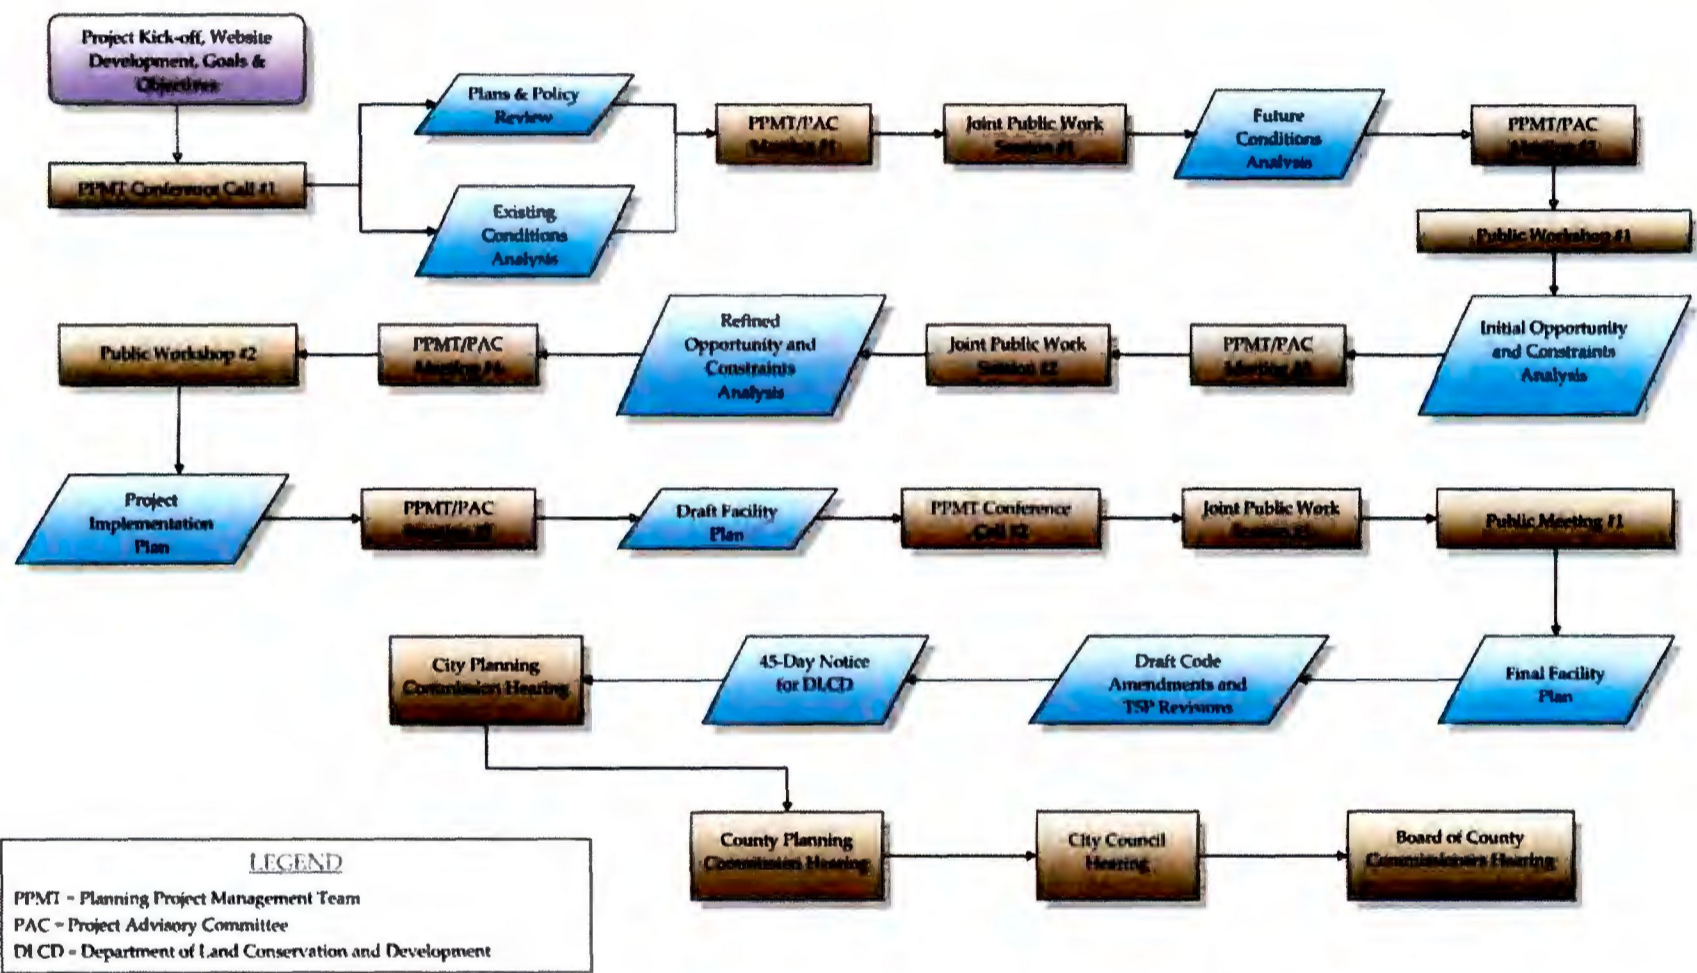 Project Kick-off, Website
Development, Goals &
Objectives
PPMT Conference Call #1
Plans & Policy
Review
Existing
Conditions
Analysis
PPMT/PAC
Meeting #1
Joint Public Work
Session #1
Future
Conditions
Analysis
PPMT/PAC
Meeting #2
Public Workshop #1
Initial Opportunity
and Constraints
Analysis
PPMT/PAC
Meeting #3
Joint Public Work
Session #2
Refined
Opportunity and
Constraints
Analysis
PPMT/PAC
Meeting #4
Public Workshop #2
Project
Implementation
Plan
PPMT/PAC
Meeting
Draft Facility
Plan
PPMT Conference
Call #2
Joint Public Work
Session
Public Meeting #1
Final Facility
Plan
Draft Code
Amendments and
TSP Revisions
45-Day Notice
for DLCD
City Planning
Commission Hearing
County Planning
Commission Hearing
City Council
Hearing
Board of County
Commissioners Hearing
LEGEND
PPMT = Planning Project Management Team
PAC = Project Advisory Committee
DLCD = Department of Land Conservation and Development